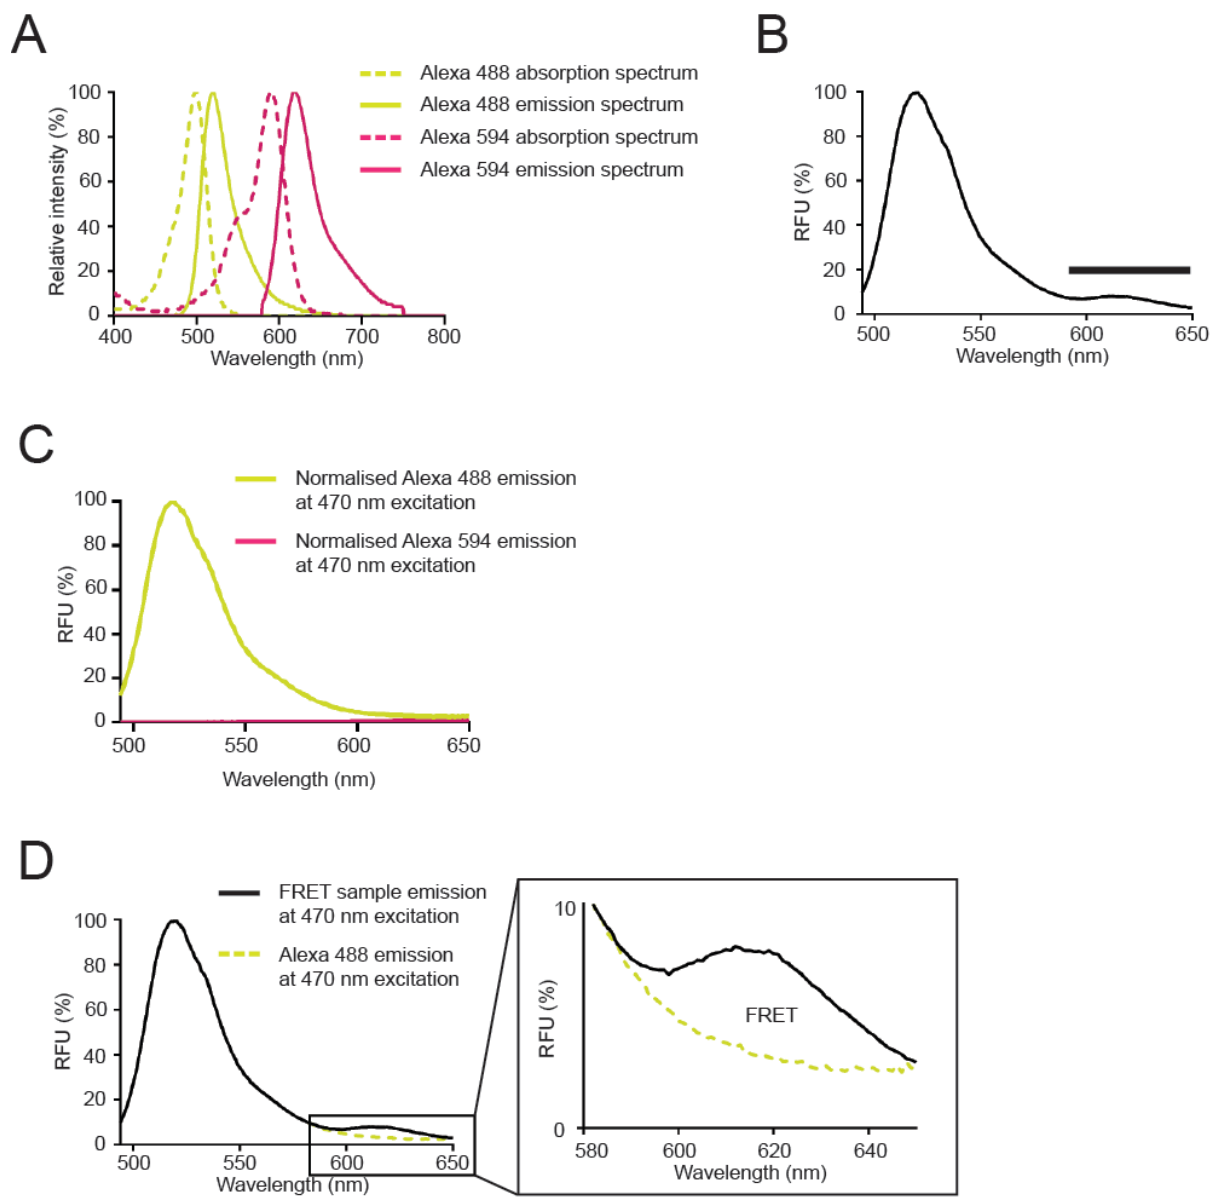 A
Alexa 488 absorption spectrum
Alexa 488 emission spectrum
Alexa 594 absorption spectrum
Alexa 594 emission spectrum
Relative intensity (%)
100
80
60
40
20
0
400 500 600 700 800
Wavelength (nm)
B
RFU (%)
100
80
60
40
20
0
500 550 600 650
Wavelength (nm)
C
Normalised Alexa 488 emission
at 470 nm excitation
Normalised Alexa 594 emission
at 470 nm excitation
RFU (%)
100
80
60
40
20
0
500 550 600 650
Wavelength (nm)
D
FRET sample emission
at 470 nm excitation
Alexa 488 emission
at 470 nm excitation
RFU (%)
100
80
60
40
20
0
500 550 600 650
Wavelength (nm)
RFU (%)
10
0
FRET
580 600 620 640
Wavelength (nm)